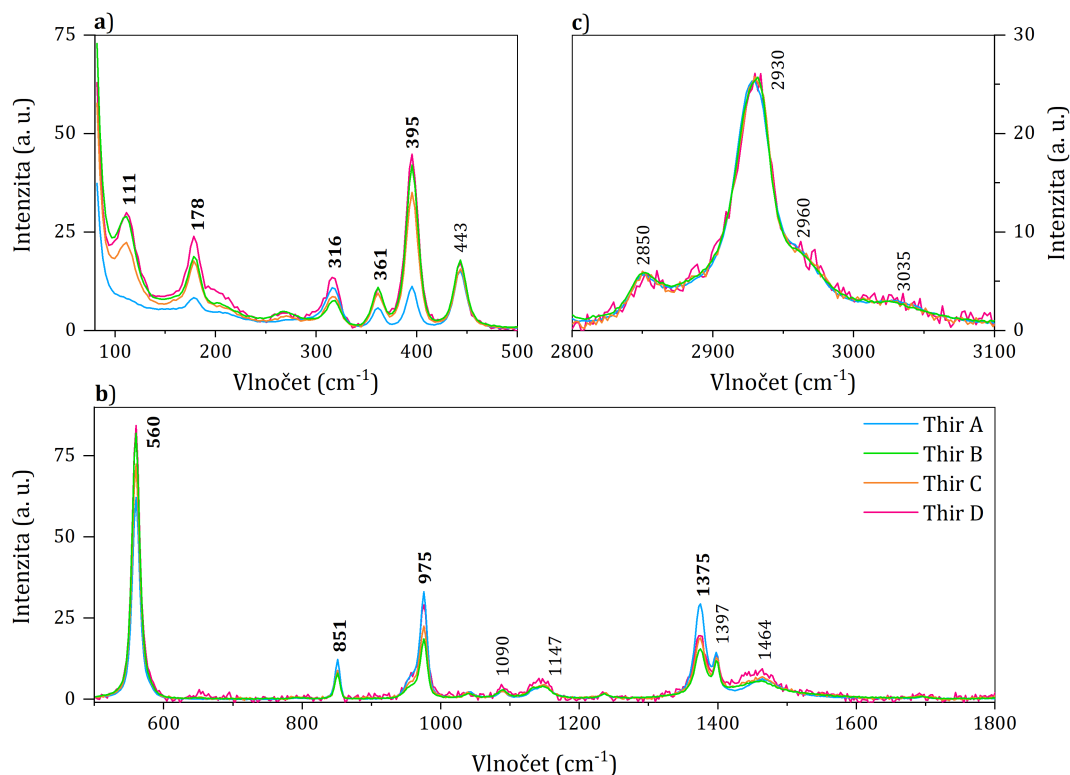 a)
75
50
25
0
Intenzita (a. u.)
111
178
316
361
395
443
100 200 300 400 500
Vlnočet (cm⁻¹)
c)
30
20
10
0
Intenzita (a. u.)
2850
2930
2960
3035
2800 2900 3000 3100
Vlnočet (cm⁻¹)
b)
75
50
25
0
Intenzita (a. u.)
560
851
975
1090
1147
1375
1397
1464
Thir A
Thir B
Thir C
Thir D
600 800 1000 1200 1400 1600 1800
Vlnočet (cm⁻¹)